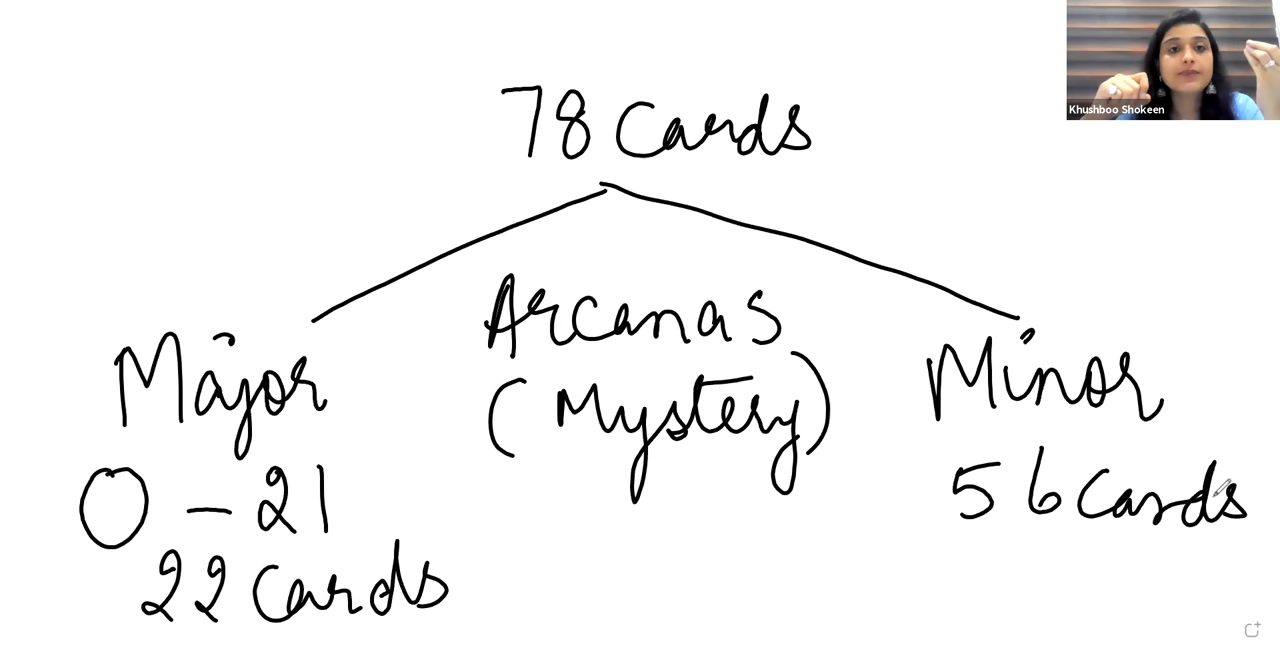 Khushboo Shokeen
78 Cards
Arcanas
(Mystery)
Major
0 - 21
22 Cards
Minor
56 Cards